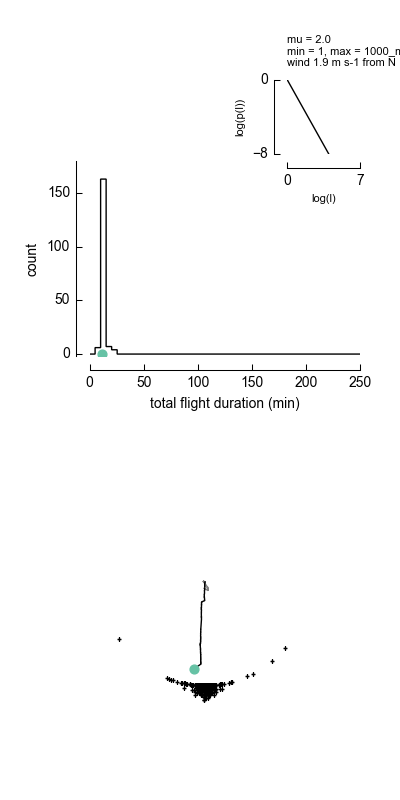 mu = 2.0
min = 1, max = 1000_
wind 1.9 m s-1 from N
0
log(p(l))
−8
0
7
log(l)
150
100
50
0
count
0
50
100
150
200
250
total flight duration (min)